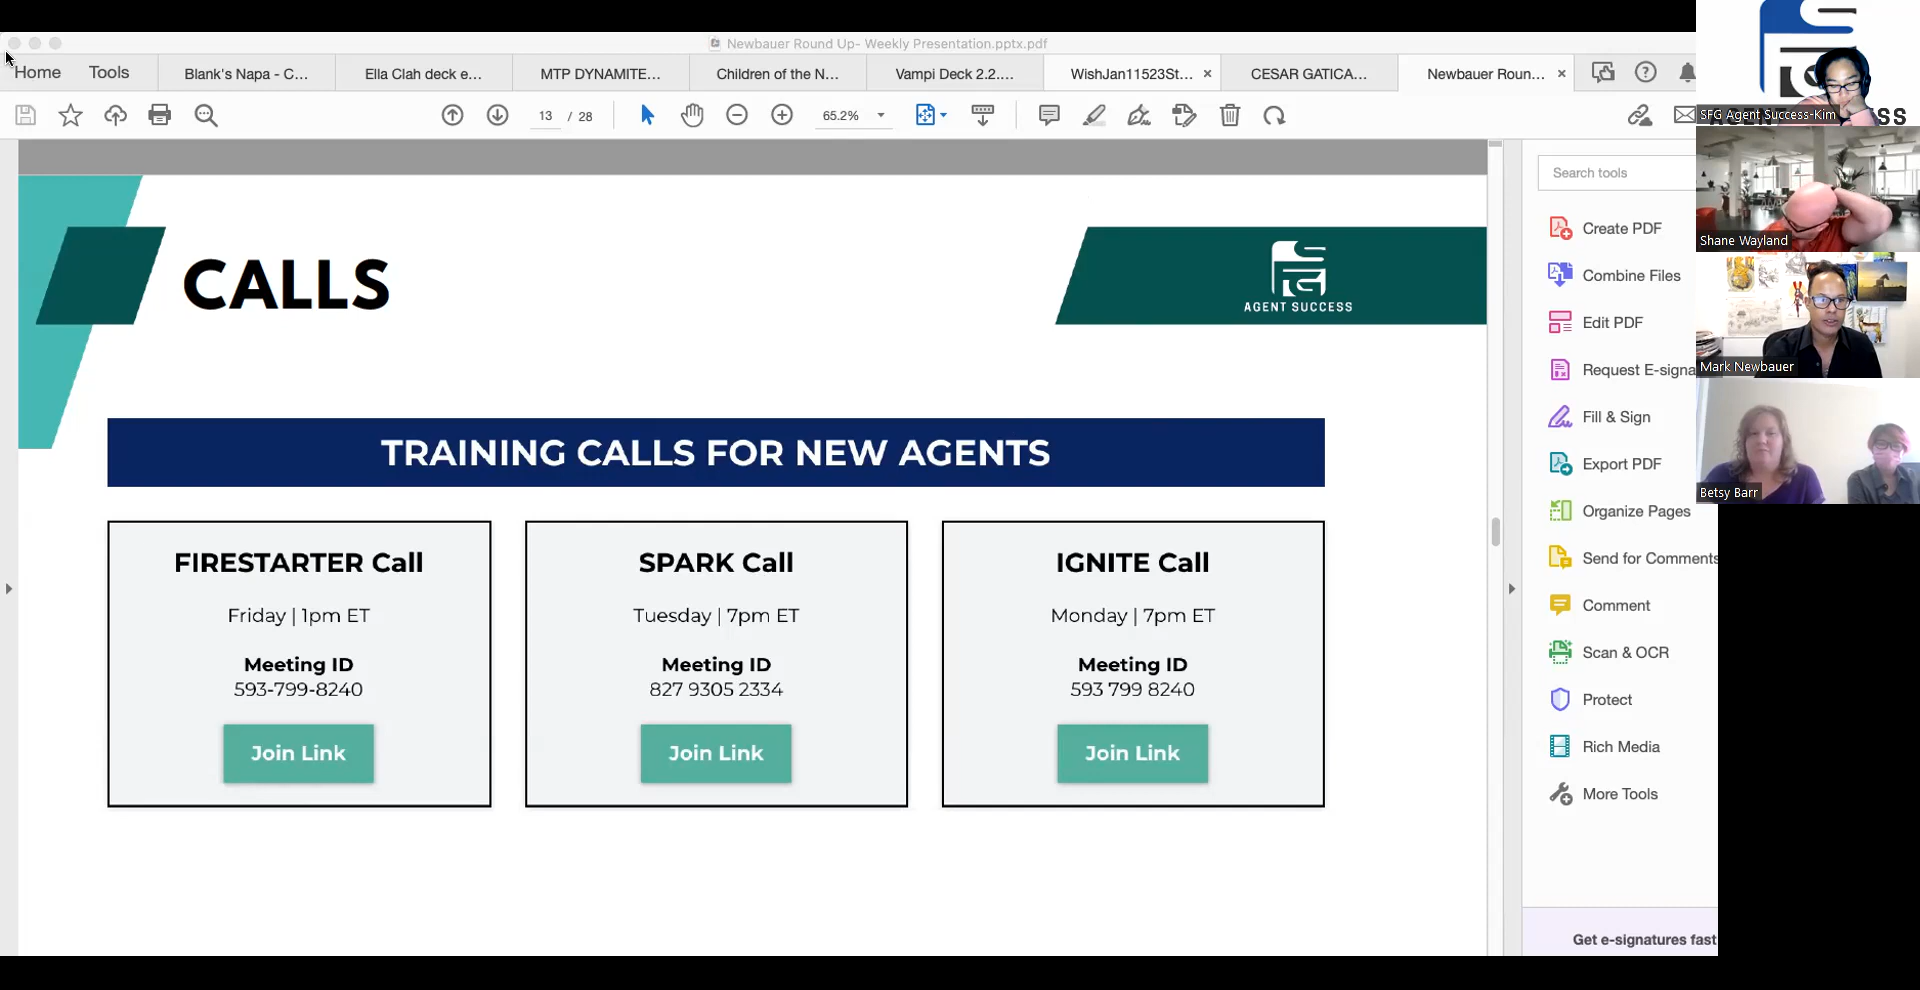 Newbauer Round Up- Weekly Presentation.pptx.pdf
Home
Tools
Blank's Napa - C...
Ella Clah deck e...
MTP DYNAMITE...
Children of the N...
Vampi Deck 2.2....
WishJan11523St...
CESAR GATICA...
Newbauer Roun...
13 / 28
65.2%
CALLS
AGENT SUCCESS
TRAINING CALLS FOR NEW AGENTS
FIRESTARTER Call
Friday | 1pm ET
Meeting ID
593-799-8240
Join Link
SPARK Call
Tuesday | 7pm ET
Meeting ID
827 9305 2334
Join Link
IGNITE Call
Monday | 7pm ET
Meeting ID
593 799 8240
Join Link
Search tools
Create PDF
Combine Files
Edit PDF
Request E-signa
Fill & Sign
Export PDF
Organize Pages
Send for Comments
Comment
Scan & OCR
Protect
Rich Media
More Tools
Get e-signatures fast
SFG Agent Success-Kim
Shane Wayland
Mark Newbauer
Betsy Barr